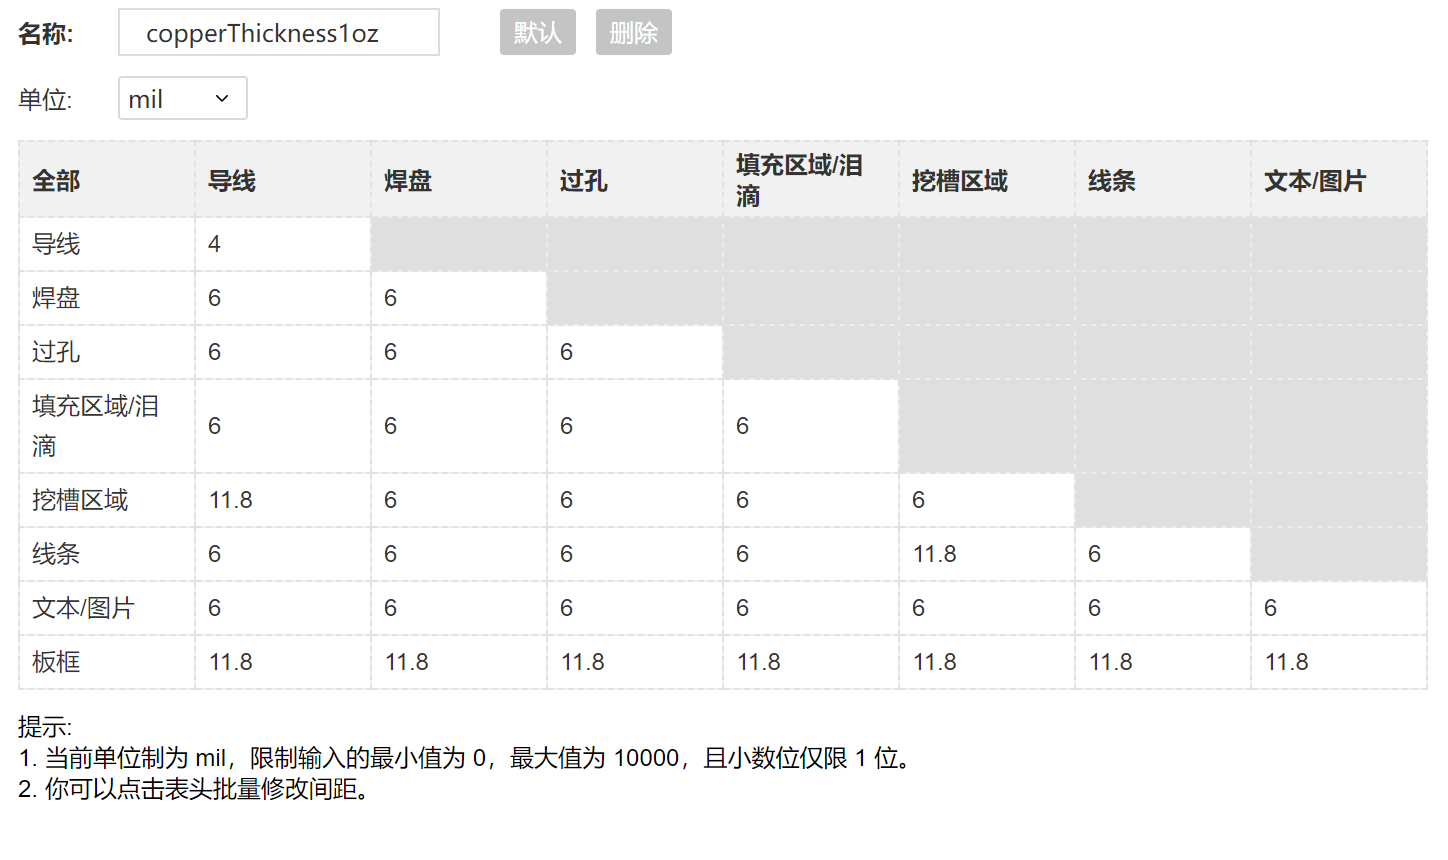 名称: copperThickness1oz 默认 删除
单位: mil
全部 导线 焊盘 过孔 填充区域/泪滴 挖槽区域 线条 文本/图片
导线 4
焊盘 6 6
过孔 6 6 6
填充区域/泪滴 6 6 6 6
挖槽区域 11.8 6 6 6 6
线条 6 6 6 6 11.8 6
文本/图片 6 6 6 6 6 6 6
板框 11.8 11.8 11.8 11.8 11.8 11.8 11.8
提示:
1. 当前单位制为 mil，限制输入的最小值为 0，最大值为 10000，且小数位仅限 1 位。
2. 你可以点击表头批量修改间距。